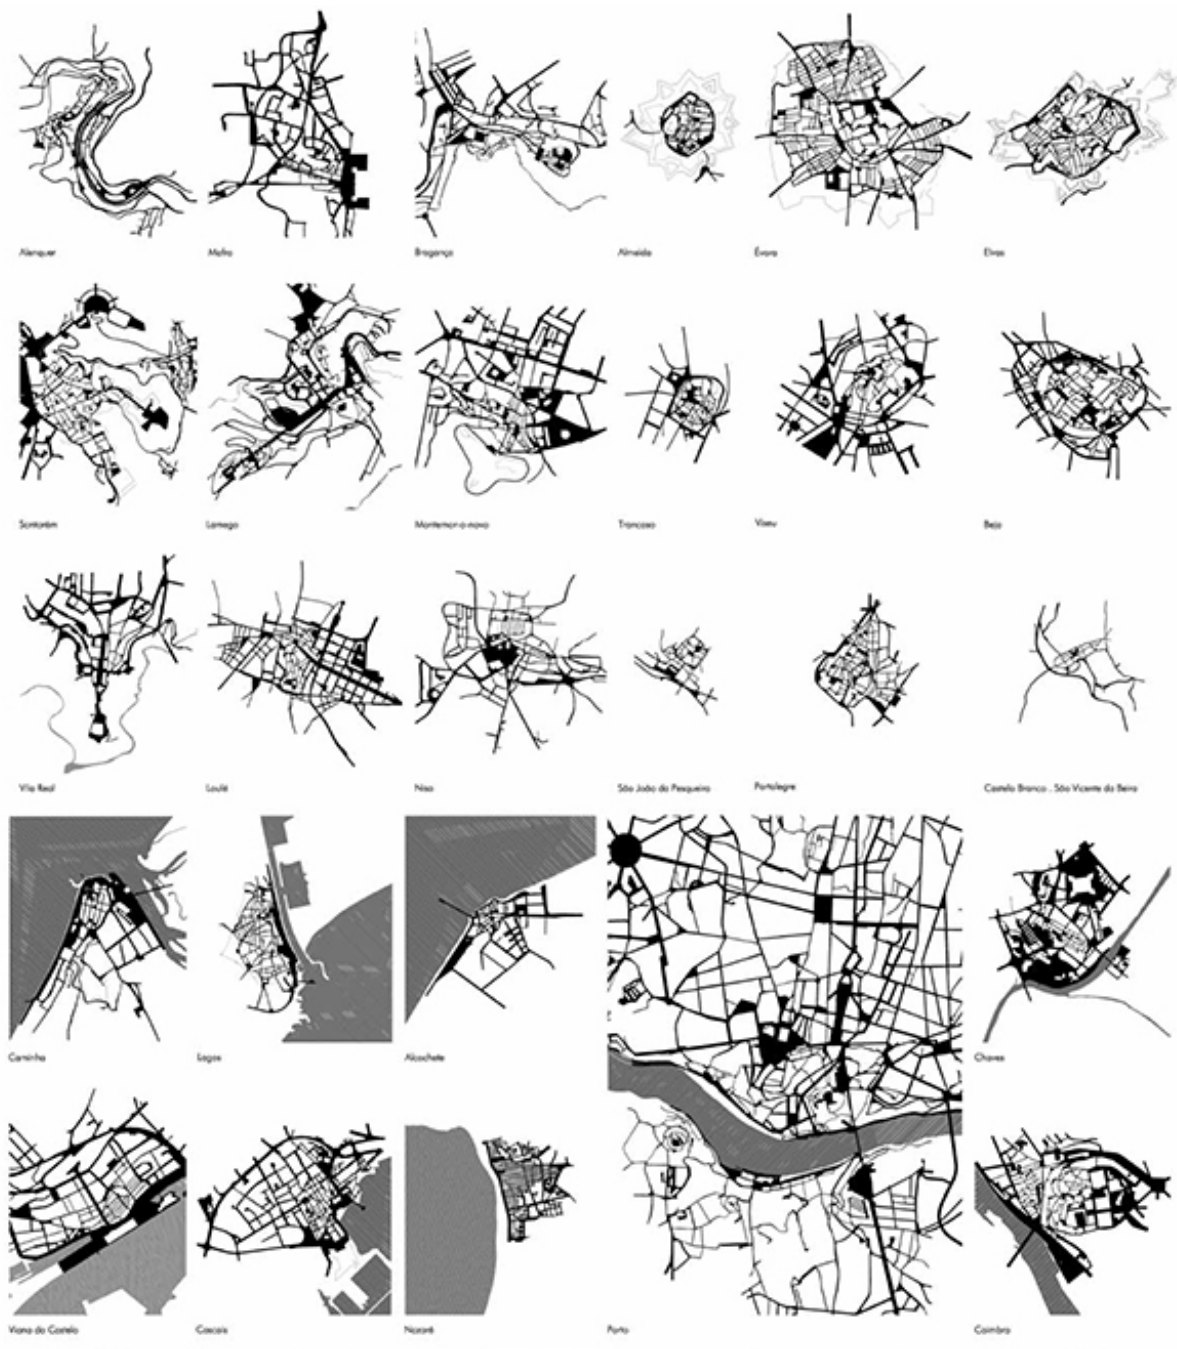 Alenquer
Mafra
Bragança
Almeida
Évora
Elvas
Santarém
Lamego
Montemor-o-novo
Trancoso
Viseu
Beja
Vila Real
Loulé
Nisa
São João da Pesqueira
Portalegre
Castelo Branco . São Vicente da Beira
Caminha
Lagos
Alcochete
Chaves
Viana do Castelo
Cascais
Nazaré
Porto
Coimbra